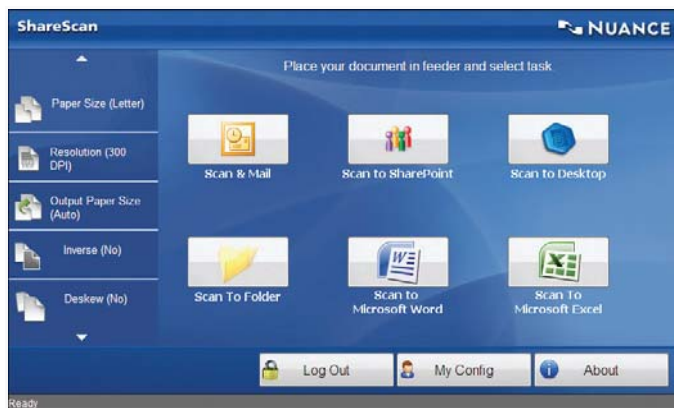 ShareScan
NUANCE
Place your document in feeder and select task
Paper Size (Letter)
Resolution (300
DPI)
Output Paper Size
(Auto)
Inverse (No)
Deskew (No)
Scan & Mail
Scan to SharePoint
Scan to Desktop
Scan To Folder
Scan to
Microsoft Word
Scan To
Microsoft Excel
Log Out
My Config
About
Ready